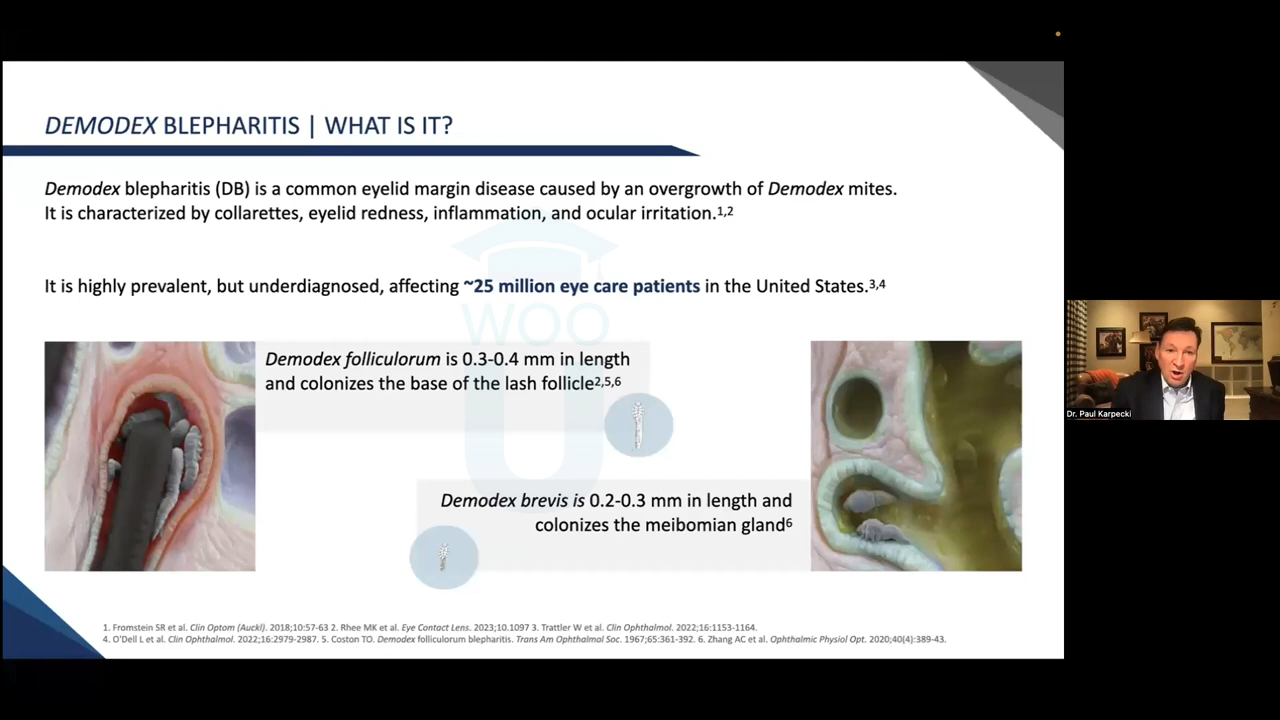 DEMODEX BLEPHARITIS | WHAT IS IT?
Demodex blepharitis (DB) is a common eyelid margin disease caused by an overgrowth of Demodex mites.
It is characterized by collarettes, eyelid redness, inflammation, and ocular irritation.1,2
It is highly prevalent, but underdiagnosed, affecting ~25 million eye care patients in the United States.3,4
WOO
U
Demodex folliculorum is 0.3-0.4 mm in length
and colonizes the base of the lash follicle2,5,6
Demodex brevis is 0.2-0.3 mm in length and
colonizes the meibomian gland6
Dr. Paul Karpecki
1. Fromstein SR et al. Clin Optom (Auckl). 2018;10:57-63 2. Rhee MK et al. Eye Contact Lens. 2023;10.1097 3. Trattler W et al. Clin Ophthalmol. 2022;16:1153-1164.
4. O'Dell L et al. Clin Ophthalmol. 2022;16:2979-2987. 5. Coston TO. Demodex folliculorum blepharitis. Trans Am Ophthalmol Soc. 1967;65:361-392. 6. Zhang AC et al. Ophthalmic Physiol Opt. 2020;40(4):389-43.